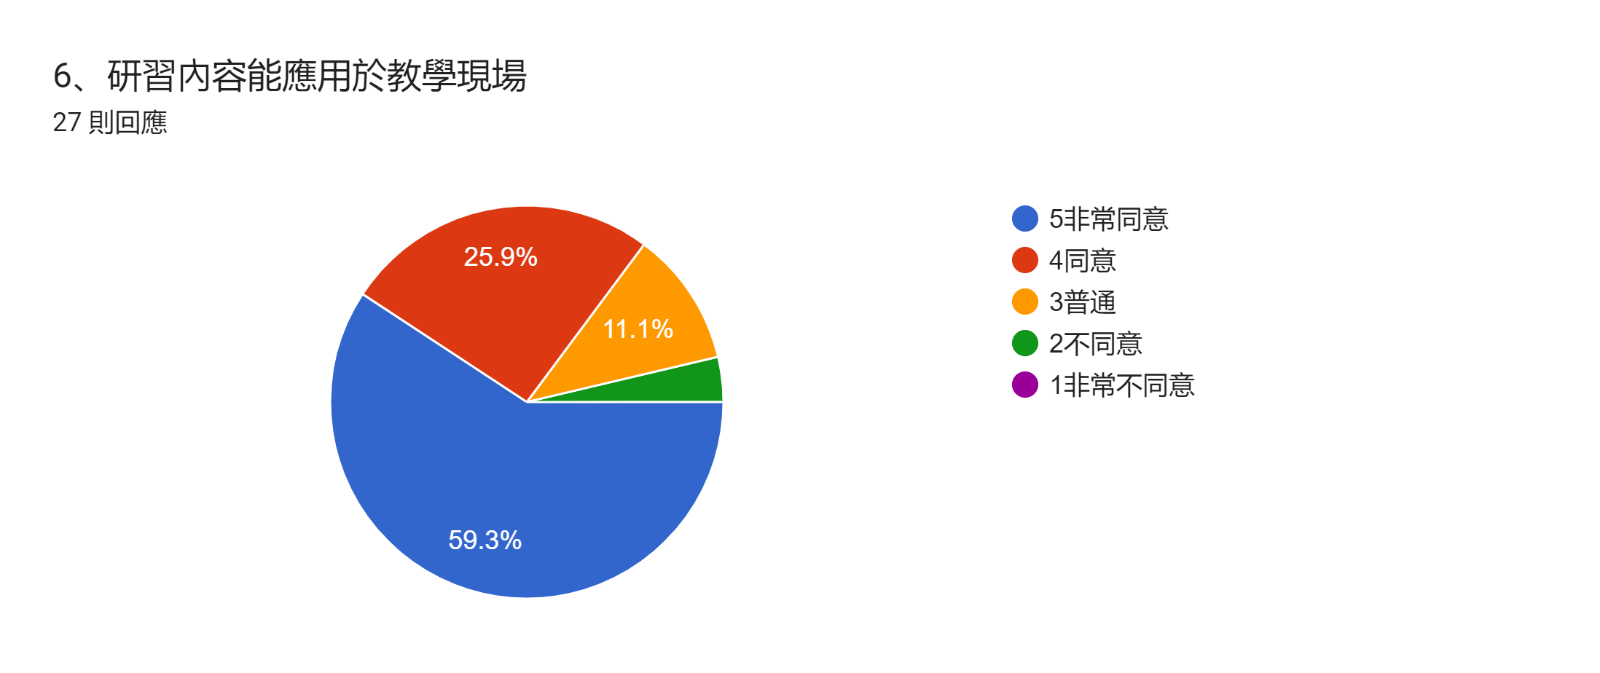 6、研習內容能應用於教學現場
27 則回應
25.9%
11.1%
59.3%
5非常同意
4同意
3普通
2不同意
1非常不同意